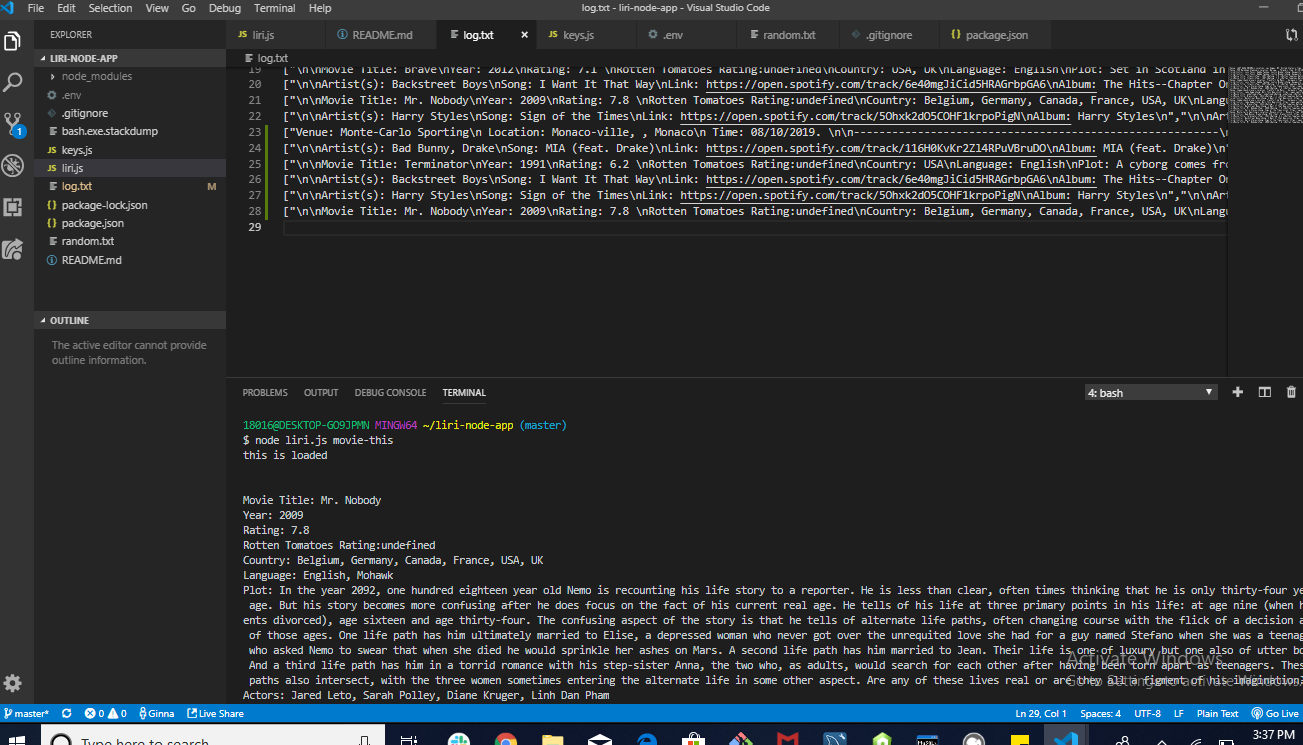 File Edit Selection View Go Debug Terminal Help
log.txt - liri-node-app - Visual Studio Code
EXPLORER
JS liri.js
README.md
log.txt ×
JS keys.js
.env
random.txt
.gitignore
{} package.json
LIRI-NODE-APP
log.txt
node_modules
.env
.gitignore
bash.exe.stackdump
JS keys.js
JS liri.js
log.txt M
{} package-lock.json
{} package.json
random.txt
README.md
1
OUTLINE
The active editor cannot provide
outline information.
19 ["\n\nMovie Title: Brave\nYear: 2012\nRating: 7.1 \nRotten Tomatoes Rating:undefined\nCountry: USA, UK\nLanguage: English\nPlot: Set in Scotland in
20 ["\n\nArtist(s): Backstreet Boys\nSong: I Want It That Way\nLink: https://open.spotify.com/track/6e40mgJiCid5HRAGrbpGA6\nAlbum: The Hits--Chapter
21 ["\n\nMovie Title: Mr. Nobody\nYear: 2009\nRating: 7.8 \nRotten Tomatoes Rating:undefined\nCountry: Belgium, Germany, Canada, France, USA, UK\nLang
22 ["\n\nArtist(s): Harry Styles\nSong: Sign of the Times\nLink: https://open.spotify.com/track/5Ohxk2dO5COHF1krpoPigN\nAlbum: Harry Styles\n","\n\nAr
23 ["Venue: Monte-Carlo Sporting\n Location: Monaco-ville, , Monaco\n Time: 08/10/2019. \n\n--------------------------------------------------------\n
24 ["\n\nArtist(s): Bad Bunny, Drake\nSong: MIA (feat. Drake)\nLink: https://open.spotify.com/track/116H0KvKr2Zl4RPuVBruDO\nAlbum: MIA (feat. Drake)\n"
25 ["\n\nMovie Title: Terminator\nYear: 1991\nRating: 6.2 \nRotten Tomatoes Rating:undefined\nCountry: USA\nLanguage: English\nPlot: A cyborg comes fro
26 ["\n\nArtist(s): Backstreet Boys\nSong: I Want It That Way\nLink: https://open.spotify.com/track/6e40mgJiCid5HRAGrbpGA6\nAlbum: The Hits--Chapter
27 ["\n\nArtist(s): Harry Styles\nSong: Sign of the Times\nLink: https://open.spotify.com/track/5Ohxk2dO5COHF1krpoPigN\nAlbum: Harry Styles\n","\n\nAr
28 ["\n\nMovie Title: Mr. Nobody\nYear: 2009\nRating: 7.8 \nRotten Tomatoes Rating:undefined\nCountry: Belgium, Germany, Canada, France, USA, UK\nLang
29
PROBLEMS OUTPUT DEBUG CONSOLE TERMINAL
4: bash
18016@DESKTOP-GO9JPMN MINGW64 ~/liri-node-app (master)
$ node liri.js movie-this
this is loaded
Movie Title: Mr. Nobody
Year: 2009
Rating: 7.8
Rotten Tomatoes Rating:undefined
Country: Belgium, Germany, Canada, France, USA, UK
Language: English, Mohawk
Plot: In the year 2092, one hundred eighteen year old Nemo is recounting his life story to a reporter. He is less than clear, often times thinking that he is only thirty-four ye
age. But his story becomes more confusing after he does focus on the fact of his current real age. He tells of his life at three primary points in his life: at age nine (when h
ents divorced), age sixteen and age thirty-four. The confusing aspect of the story is that he tells of alternate life paths, often changing course with the flick of a decision a
of those ages. One life path has him ultimately married to Elise, a depressed woman who never got over the unrequited love she had for a guy named Stefano when she was a teenag
who asked Nemo to swear that when she died he would sprinkle her ashes on Mars. A second life path has him married to Jean. Their life is one of luxury but one also of utter bo
And a third life path has him in a torrid romance with his step-sister Anna, the two who, as adults, would search for each other after having been torn apart as teenagers. Thes
paths also intersect, with the three women sometimes entering the alternate life in some other aspect. Are any of these lives real or are they all a figment of his imagination?
Actors: Jared Leto, Sarah Polley, Diane Kruger, Linh Dan Pham
Activate Windows
Go to Settings to activate Windows.
master* 0 0 Ginna Live Share
Ln 29, Col 1 Spaces: 4 UTF-8 LF Plain Text Go Live
Type here to search
3:37 PM